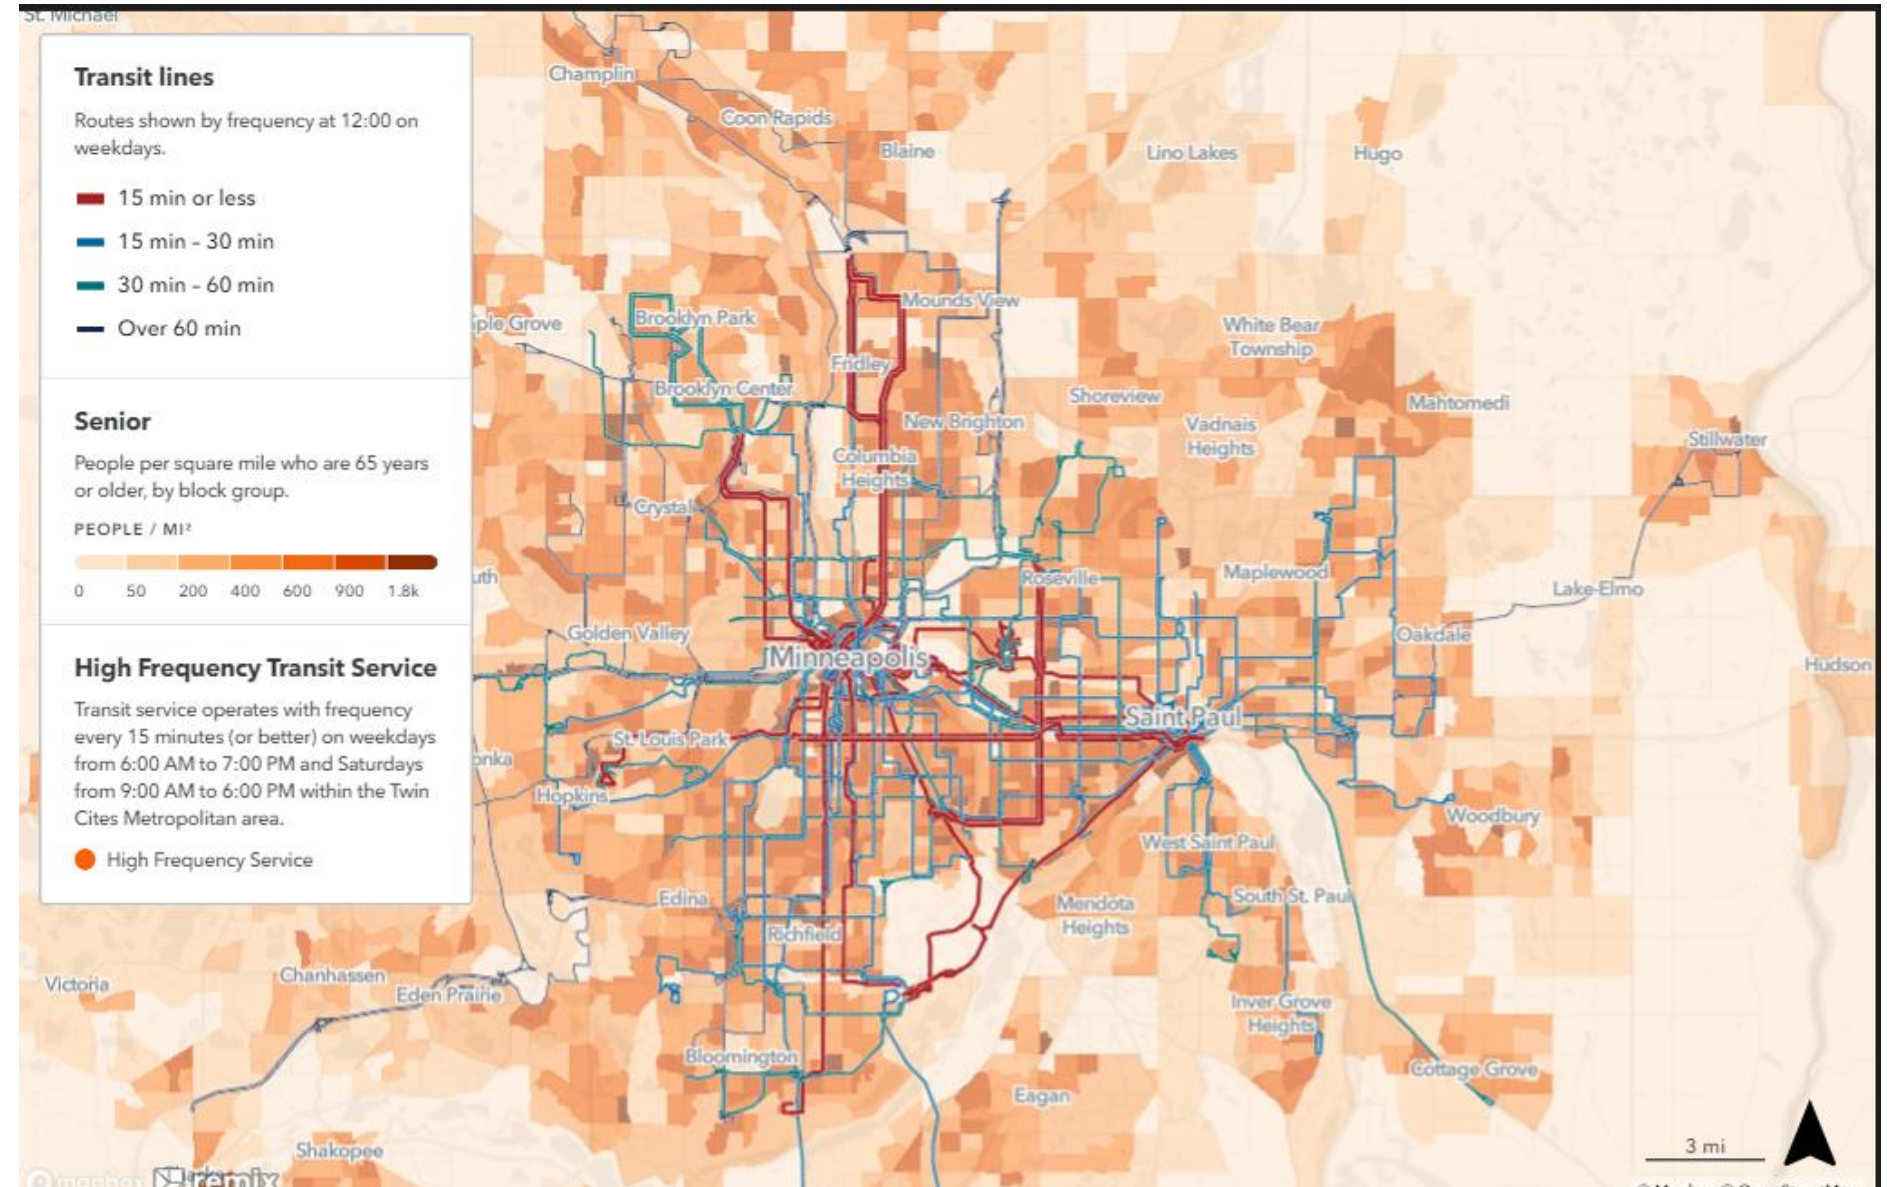 St. Michael
Transit lines
Routes shown by frequency at 12:00 on
weekdays.
15 min or less
15 min - 30 min
30 min - 60 min
Over 60 min
Senior
People per square mile who are 65 years
or older, by block group.
PEOPLE / MI²
0 50 200 400 600 900 1.8k
High Frequency Transit Service
Transit service operates with frequency
every 15 minutes (or better) on weekdays
from 6:00 AM to 7:00 PM and Saturdays
from 9:00 AM to 6:00 PM within the Twin
Cites Metropolitan area.
High Frequency Service
Champlin
Coon Rapids
Blaine
Lino Lakes
Hugo
Mounds View
ple Grove
Brooklyn Park
White Bear
Township
Fridley
Brooklyn Center
Shoreview
Mahtomedi
New Brighton
Vadnais
Heights
Stillwater
Columbia
Heights
Crystal
uth
Roseville
Maplewood
Lake Elmo
Golden Valley
Oakdale
Minneapolis
Hudson
Saint Paul
St. Louis Park
onka
Hopkins
Woodbury
West Saint Paul
Edina
South St. Paul
Mendota
Heights
Richfield
Victoria
Chanhassen
Eden Prairie
Inver Grove
Heights
Bloomington
Cottage Grove
Eagan
Shakopee
3 mi
mapbox remix